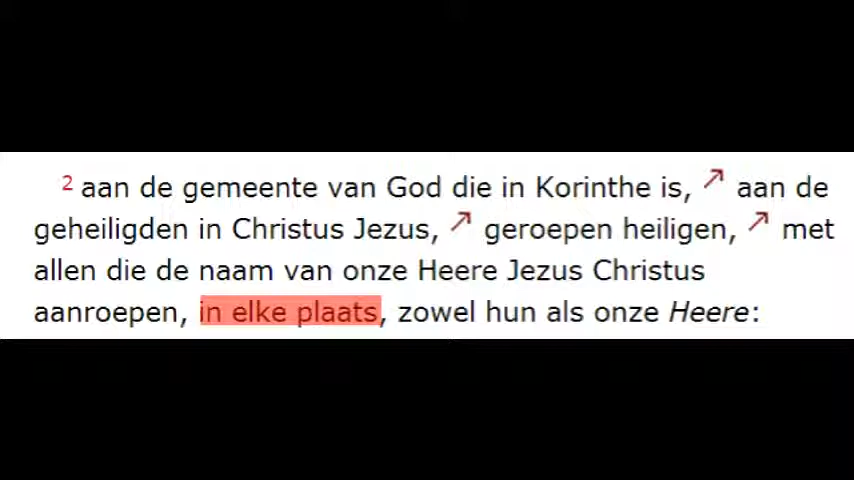 2 aan de gemeente van God die in Korinthe is, ↗ aan de
geheiligden in Christus Jezus, ↗ geroepen heiligen, ↗ met
allen die de naam van onze Heere Jezus Christus
aanroepen, in elke plaats, zowel hun als onze Heere: